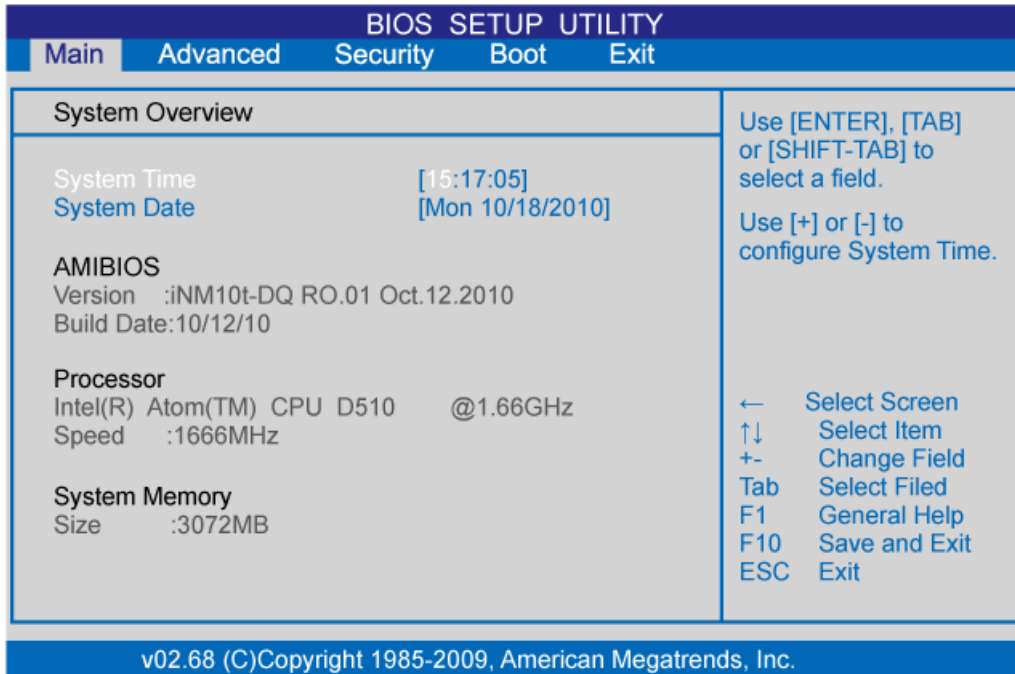 BIOS SETUP UTILITY
Main Advanced Security Boot Exit
System Overview
System Time [15:17:05]
System Date [Mon 10/18/2010]
AMIBIOS
Version :iNM10t-DQ RO.01 Oct.12.2010
Build Date:10/12/10
Processor
Intel(R) Atom(TM) CPU D510 @1.66GHz
Speed :1666MHz
System Memory
Size :3072MB
Use [ENTER], [TAB]
or [SHIFT-TAB] to
select a field.
Use [+] or [-] to
configure System Time.
← Select Screen
↑↓ Select Item
+- Change Field
Tab Select Filed
F1 General Help
F10 Save and Exit
ESC Exit
v02.68 (C)Copyright 1985-2009, American Megatrends, Inc.